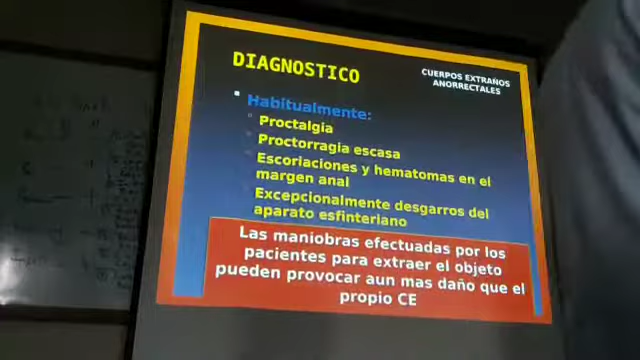 DIAGNOSTICO
CUERPOS EXTRAÑOS
ANORRECTALES
Habitualmente:
Proctalgia
Proctorragia escasa
Escoriaciones y hematomas en el
margen anal
Excepcionalmente desgarros del
aparato esfinteriano
Las maniobras efectuadas por los
pacientes para extraer el objeto
pueden provocar aun mas daño que el
propio CE